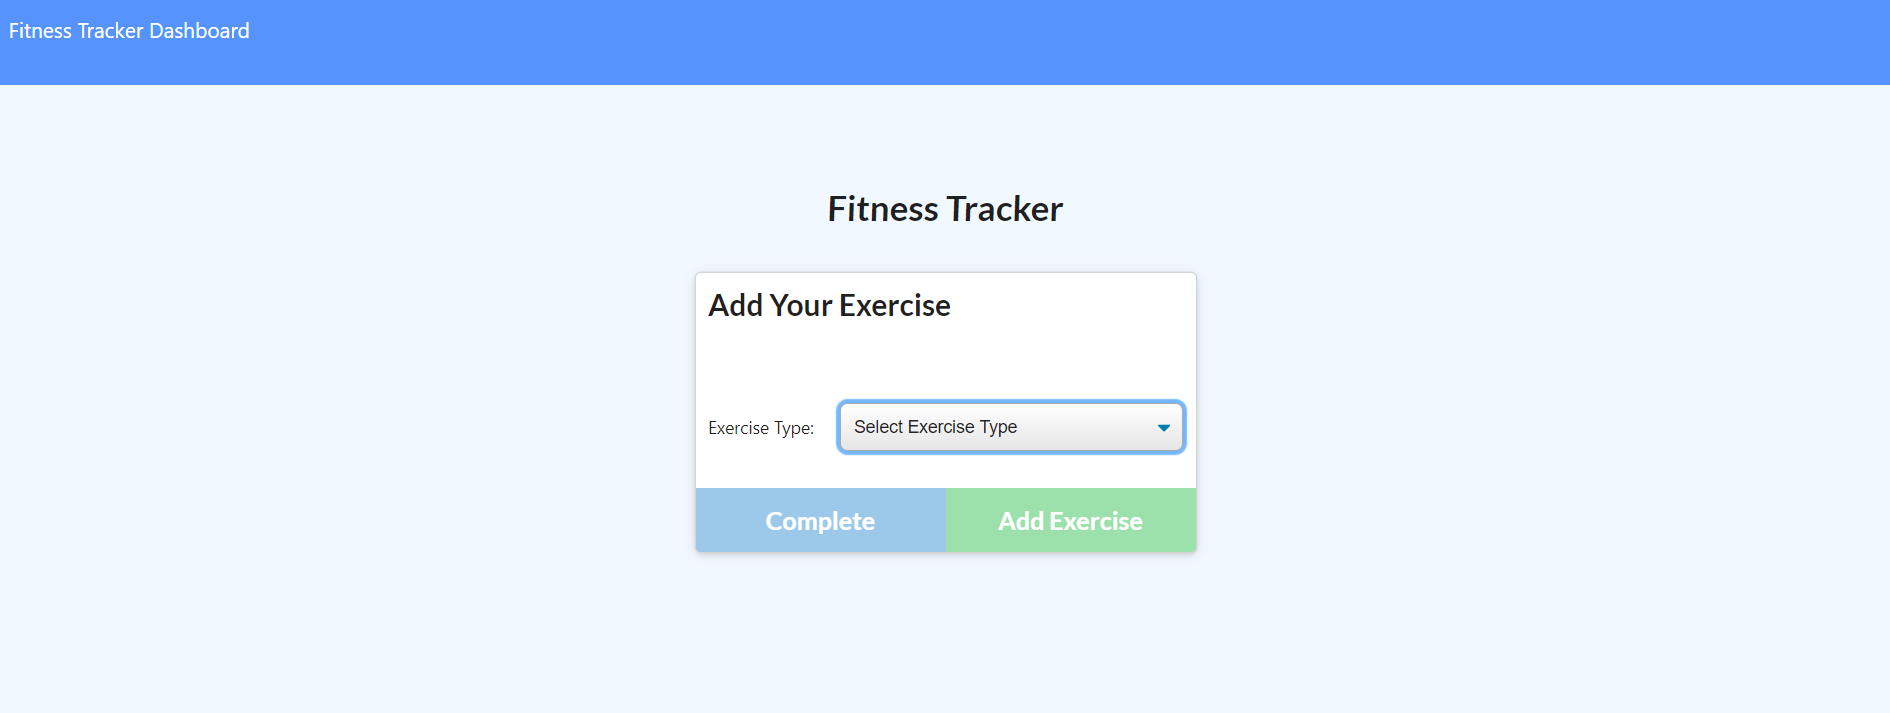 Fitness Tracker Dashboard
Fitness Tracker
Add Your Exercise
Exercise Type: Select Exercise Type
Complete Add Exercise